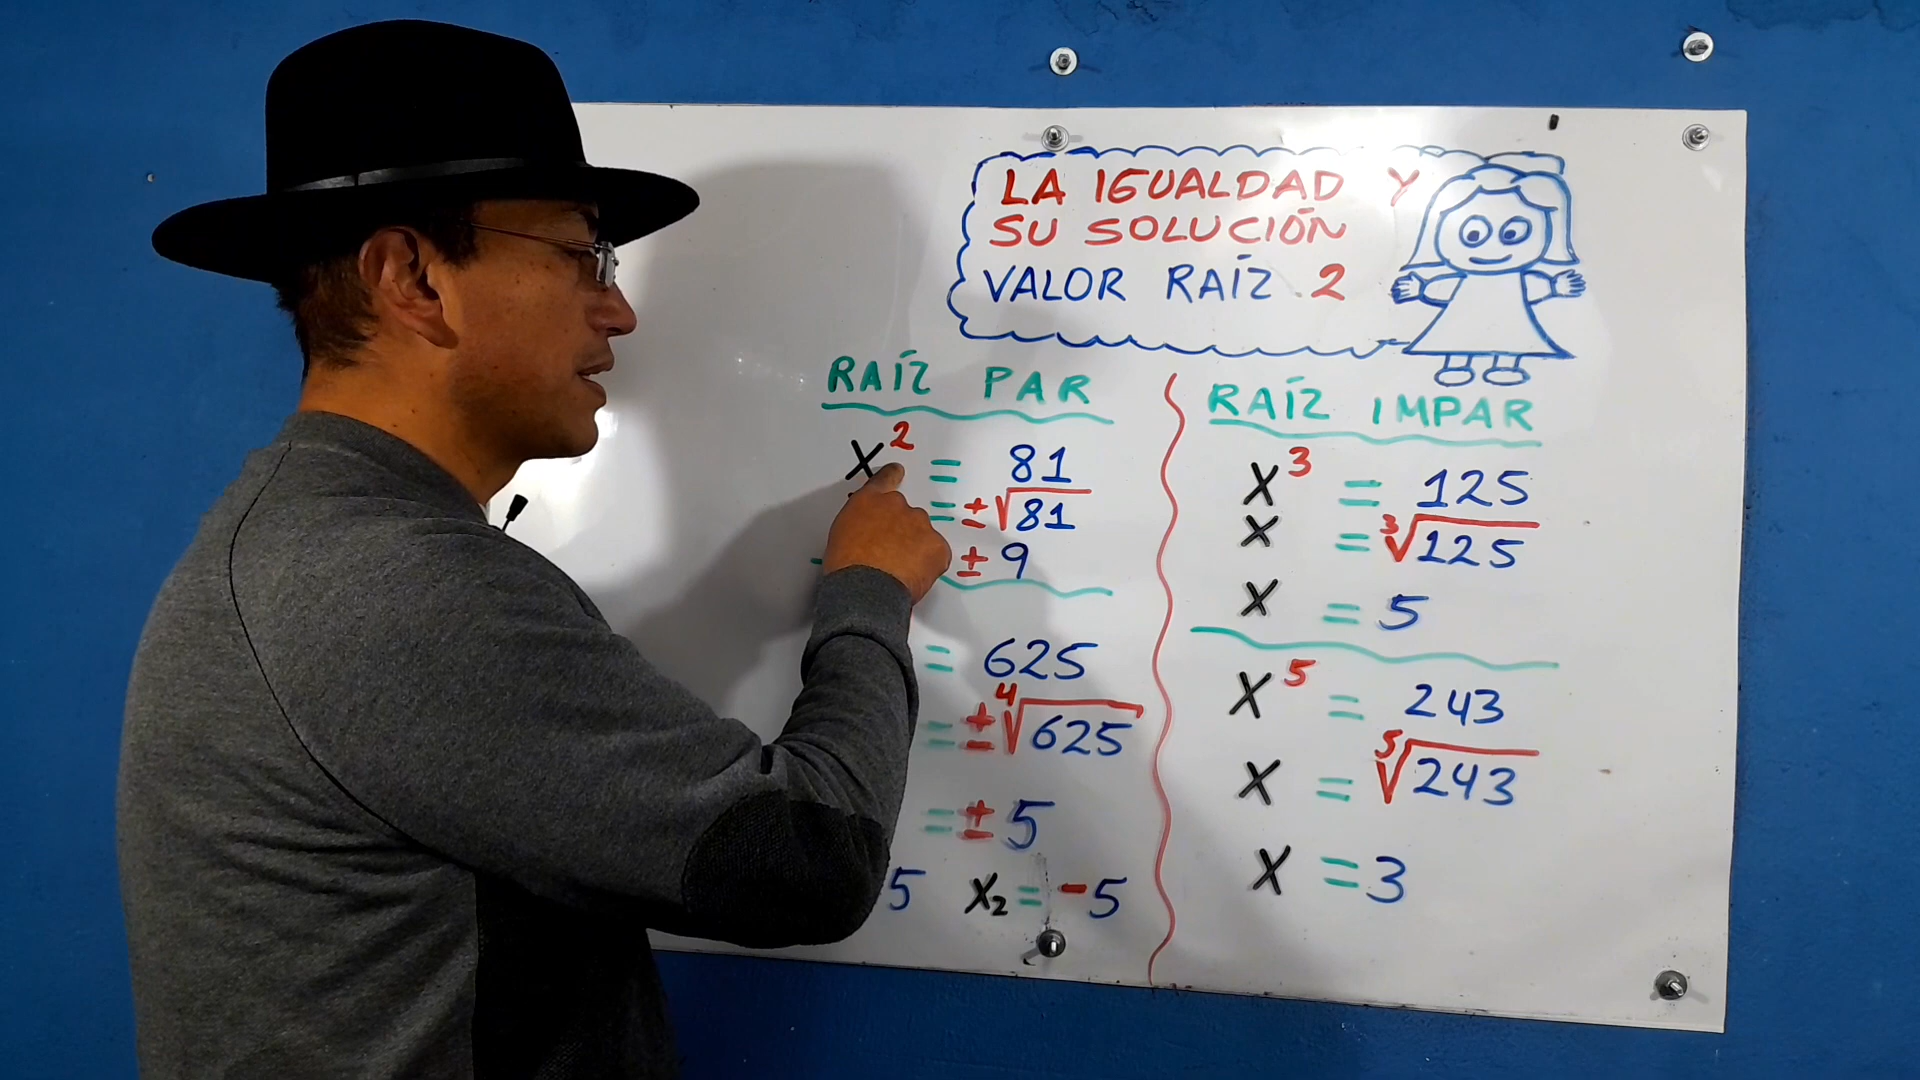 LA IGUALDAD Y
SU SOLUCIÓN
VALOR RAÍZ 2
RAÍZ PAR
X² = 81
= ±√81
± 9
= 625
= ±⁴√625
= ± 5
5 X₂ = -5
RAÍZ IMPAR
X³ = 125
X = ³√125
X = 5
X⁵ = 243
X = ⁵√243
X = 3